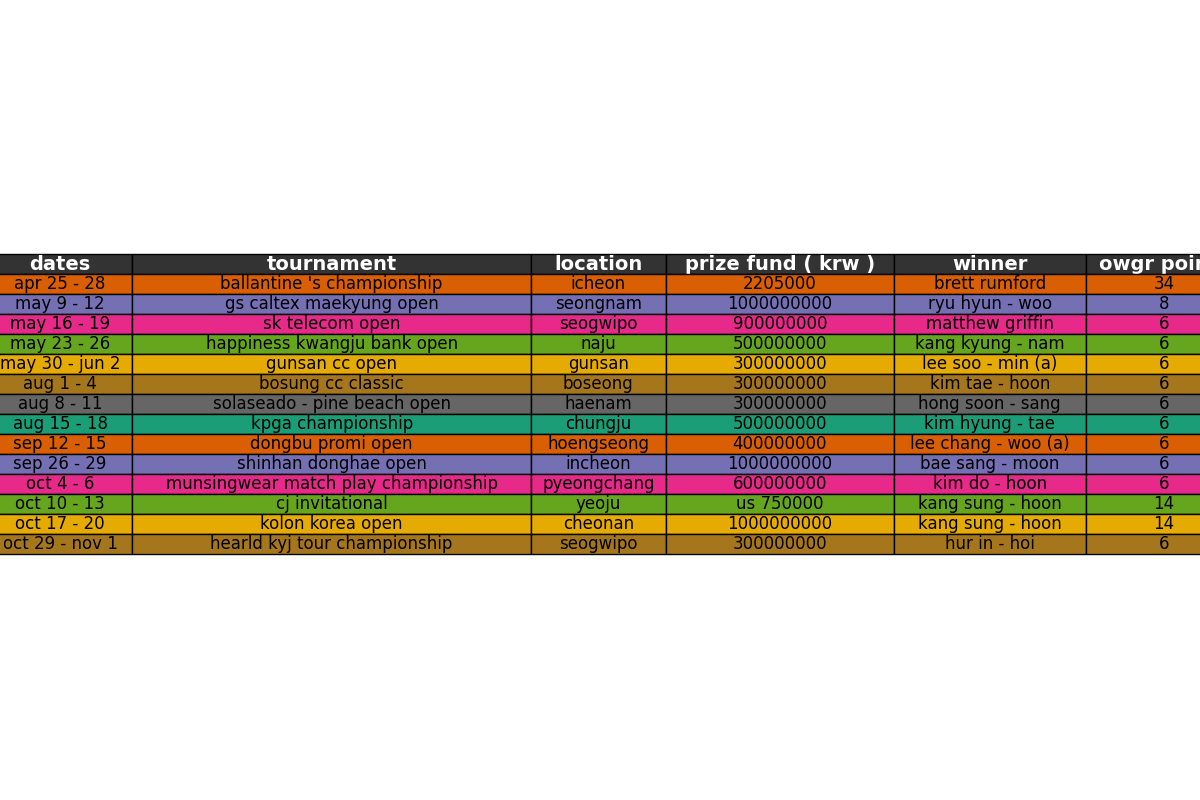 dates tournament location prize fund ( krw ) winner owgr
apr 25 - 28 ballantine 's championship icheon 2205000 brett rumford 34
may 9 - 12 gs caltex maekyung open seongnam 1000000000 ryu hyun - woo 8
may 16 - 19 sk telecom open seogwipo 900000000 matthew griffin 6
may 23 - 26 happiness kwangju bank open naju 500000000 kang kyung - nam 6
may 30 - jun 2 gunsan cc open gunsan 300000000 lee soo - min (a) 6
aug 1 - 4 bosung cc classic boseong 300000000 kim tae - hoon 6
aug 8 - 11 solaseado - pine beach open haenam 300000000 hong soon - sang 6
aug 15 - 18 kpga championship chungju 500000000 kim hyung - tae 6
sep 12 - 15 dongbu promi open hoengseong 400000000 lee chang - woo (a) 6
sep 26 - 29 shinhan donghae open incheon 1000000000 bae sang - moon 6
oct 4 - 6 munsingwear match play championship pyeongchang 600000000 kim do - hoon 6
oct 10 - 13 cj invitational yeoju us 750000 kang sung - hoon 14
oct 17 - 20 kolon korea open cheonan 1000000000 kang sung - hoon 14
oct 29 - nov 1 hearld kyj tour championship seogwipo 300000000 hur in - hoi 6